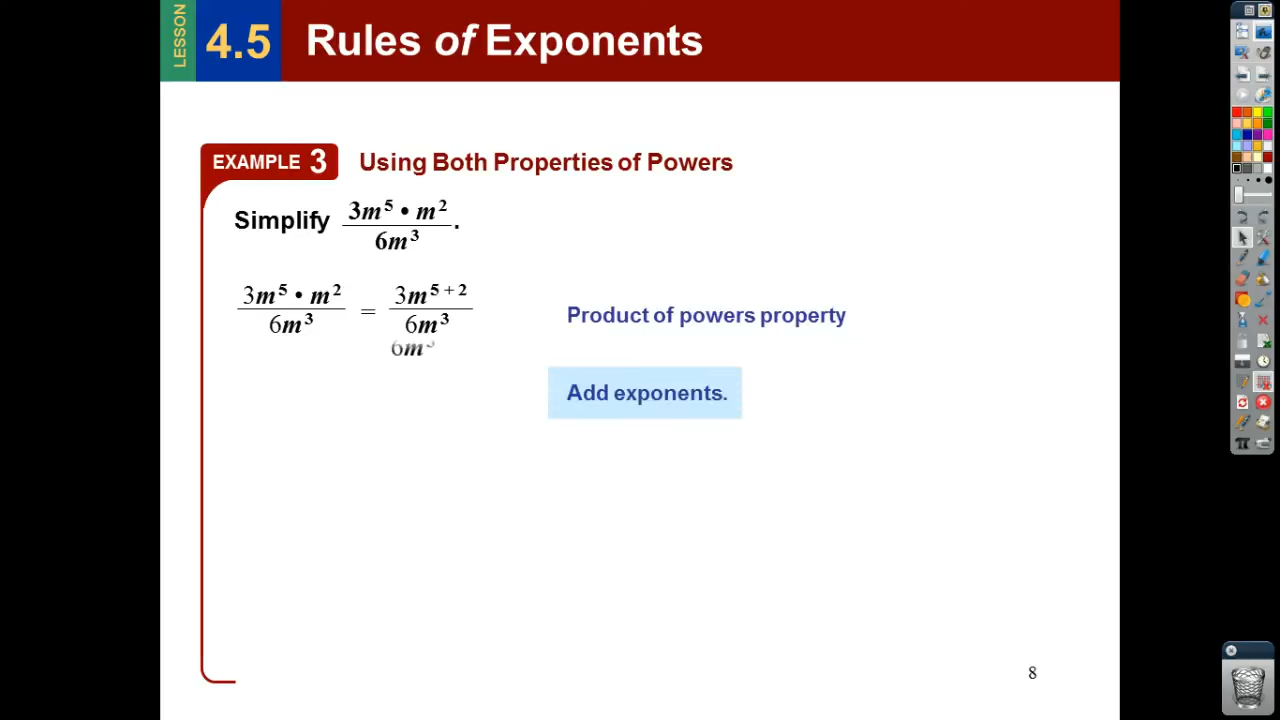 LESSON
4.5 Rules of Exponents
EXAMPLE 3 Using Both Properties of Powers
Simplify (3m⁵ • m²)/(6m³).
(3m⁵ • m²)/(6m³) = (3m⁵⁺²)/(6m³) Product of powers property
6m³
Add exponents.
8